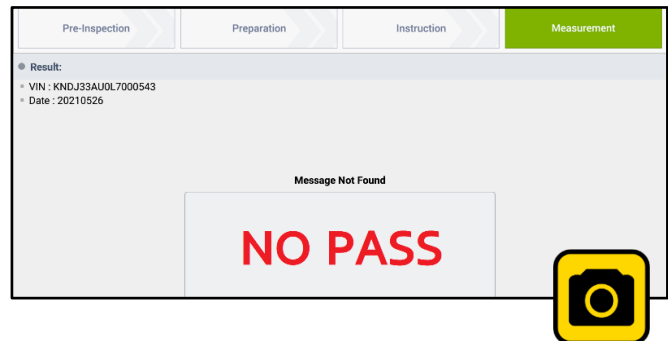 Pre-Inspection Preparation Instruction Measurement
Result:
VIN : KNDJ33AU0L7000543
Date : 20210526
Message Not Found
NO PASS